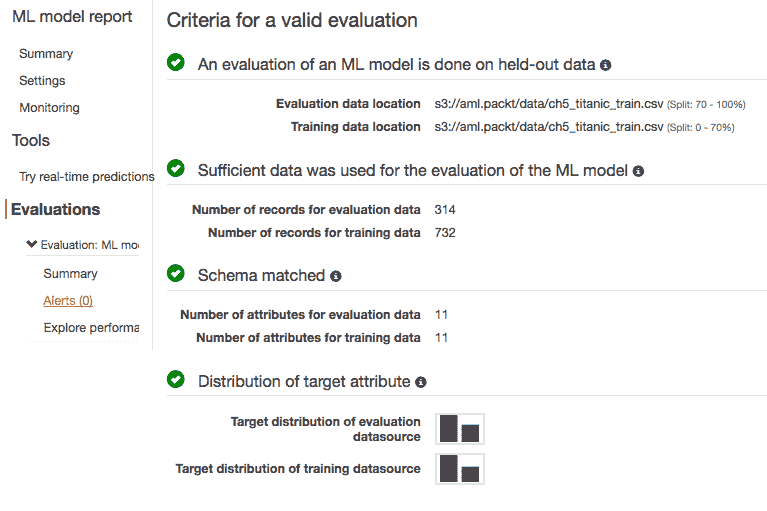 ML model report
Summary
Settings
Monitoring
Tools
Try real-time predictions
Evaluations
Evaluation: ML mo
Summary
Alerts (0)
Explore performa
Criteria for a valid evaluation
An evaluation of an ML model is done on held-out data
Evaluation data location s3://aml.packt/data/ch5_titanic_train.csv (Split: 70 - 100%)
Training data location s3://aml.packt/data/ch5_titanic_train.csv (Split: 0 - 70%)
Sufficient data was used for the evaluation of the ML model
Number of records for evaluation data 314
Number of records for training data 732
Schema matched
Number of attributes for evaluation data 11
Number of attributes for training data 11
Distribution of target attribute
Target distribution of evaluation
datasource
Target distribution of training datasource